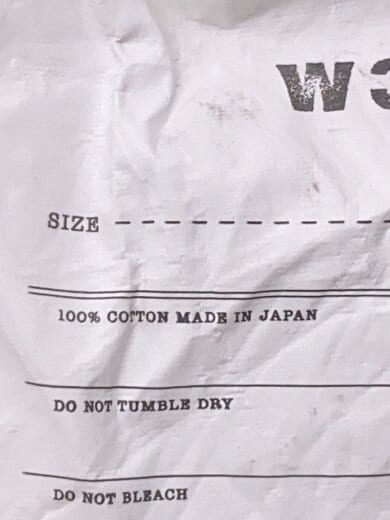 W
SIZE
100% COTTON MADE IN JAPAN
DO NOT TUMBLE DRY
DO NOT BLEACH